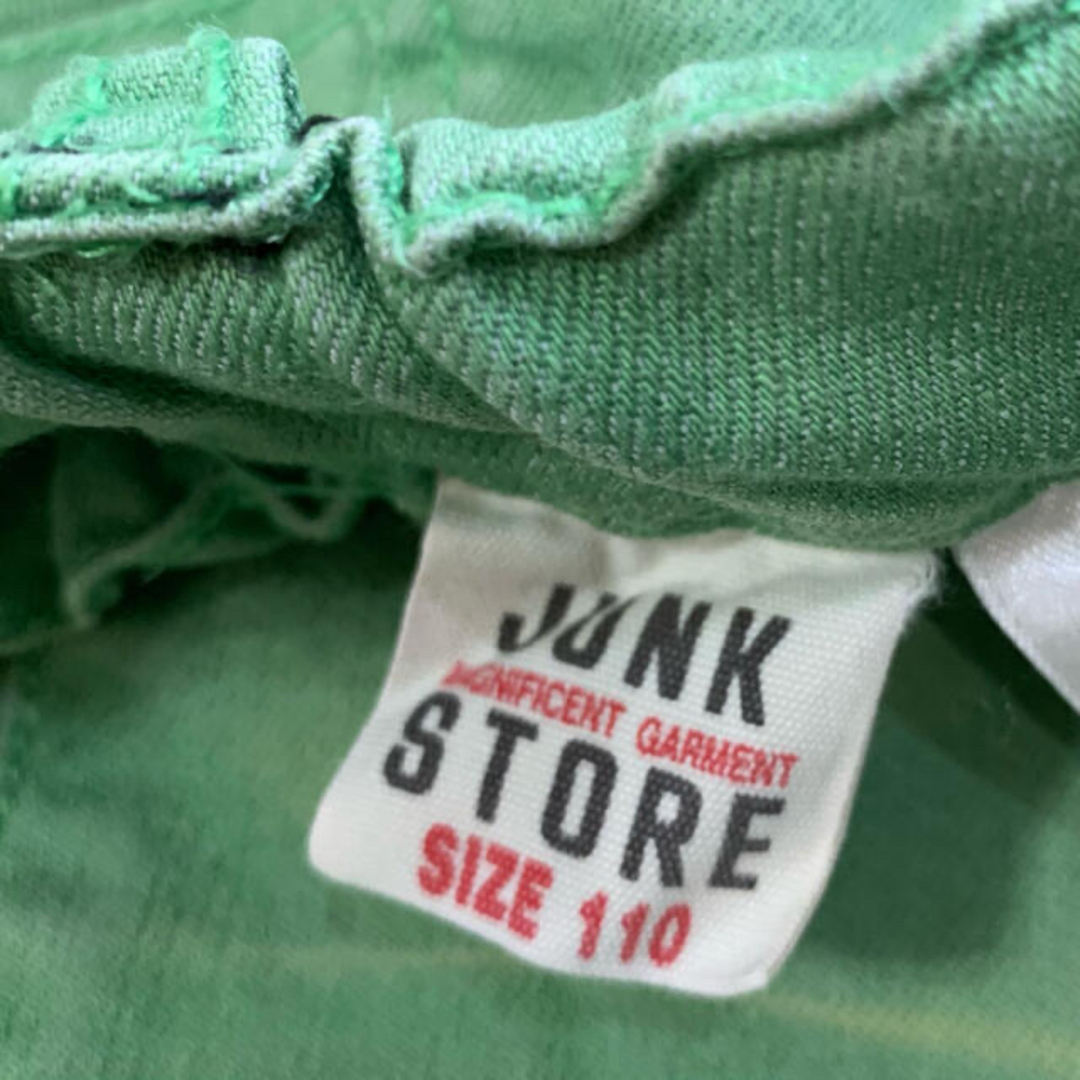 JUNK
MAGNIFICENT GARMENT
STORE
SIZE 110